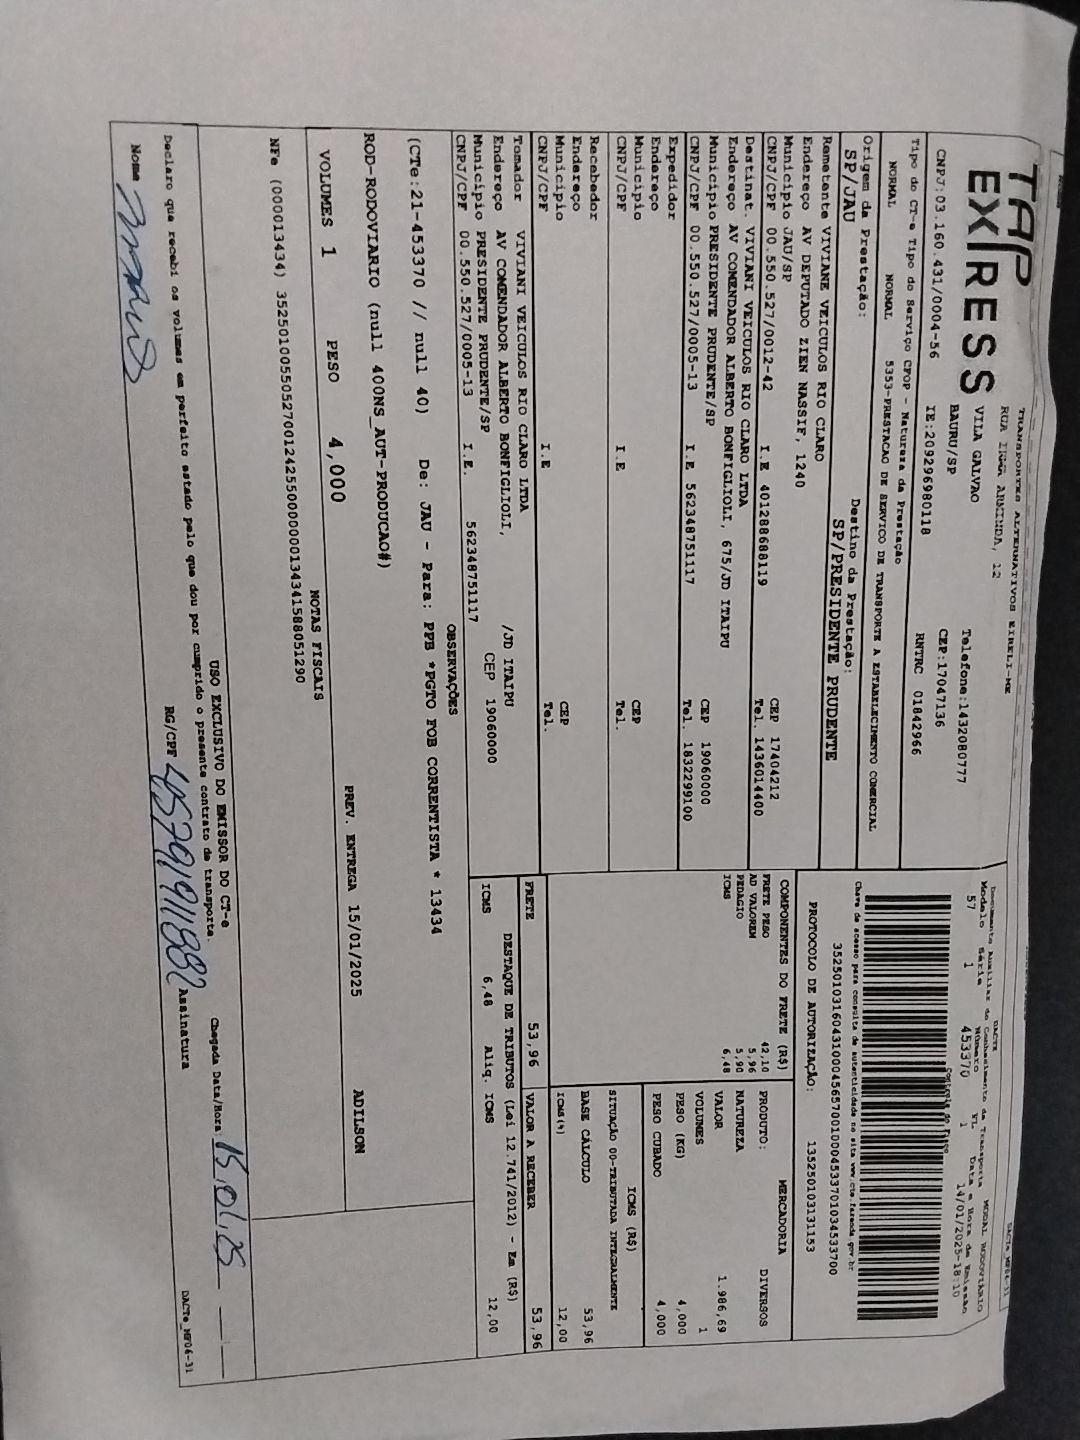 TAP EXPRESS
TRANSPORTES ALTERNATIVOS EIRELI-ME
RUA IRMA ARMINDA, 12
VILA GALVAO Telefone:1432080777
BAURU/SP CEP:17047136
CNPJ:03.160.431/0004-56 IE:209296980118 RNTRC 01842966
Tipo do CT-e Tipo do Serviço CFOP - Natureza da Prestação
NORMAL NORMAL 5353-PRESTACAO DE SERVICO DE TRANSPORTE A ESTABELECIMENTO COMERCIAL
Origem da Prestação: Destino da Prestação:
SP/JAU SP/PRESIDENTE PRUDENTE
Remetente VIVIANE VEICULOS RIO CLARO
Endereço AV DEPUTADO ZIEN NASSIF, 1240
Município JAU/SP CEP 17404212
CNPJ/CPF 00.550.527/0012-42 I.E 401288688119 Tel. 1436014400
Destinat. VIVIANI VEICULOS RIO CLARO LTDA
Endereço AV COMENDADOR ALBERTO BONFIGLIOLI, 675/JD ITAIPU
Município PRESIDENTE PRUDENTE/SP CEP 19060000
CNPJ/CPF 00.550.527/0005-13 I.E 562348751117 Tel. 1832299100
Expedidor
Endereço
Município CEP
CNPJ/CPF I.E Tel.
Recebedor
Endereço
Município CEP
CNPJ/CPF I.E Tel.
Tomador VIVIANI VEICULOS RIO CLARO LTDA
Endereço AV COMENDADOR ALBERTO BONFIGLIOLI, /JD ITAIPU
Município PRESIDENTE PRUDENTE/SP CEP 19060000
CNPJ/CPF 00.550.527/0005-13 I.E. 562348751117
DACTE
Documento Auxiliar do Conhecimento de Transporte MODAL RODOVIÁRIO
Modelo Série Número FL Data e Hora de Emissão
57 1 453370 1 14/01/2025-18:10
Controle do Fisco
Chave de acesso para consulta de autenticidade no site www.cte.fazenda.gov.br
35250103160431000456570010004533701034533700
PROTOCOLO DE AUTORIZAÇÃO: 135250103131153
COMPONENTES DO FRETE (R$)
FRETE PESO 42,10
AD VALOREM 5,96
PEDAGIO 5,90
ICMS 6,48
MERCADORIA
PRODUTO: DIVERSOS
NATUREZA
VALOR 1.986,69
VOLUMES 1
PESO (KG) 4,000
PESO CUBADO 4,000
ICMS (R$)
SITUAÇÃO 00-TRIBUTADA INTEGRALMENTE
BASE CÁLCULO 53,96
ICMS(%) 12,00
FRETE 53,96 VALOR A RECEBER 53,96
DESTAQUE DE TRIBUTOS (Lei 12.741/2012) - Em (R$)
ICMS 6,48 Aliq. ICMS 12,00
OBSERVAÇÕES
(CTe:21-453370 // null 40) De: JAU - Para: PPB *PGTO FOB CORRENTISTA * 13434
ROD-RODOVIARIO (null 400NS_AUT-PRODUCAO#)
VOLUMES 1 PESO 4,000 PREV. ENTREGA 15/01/2025 ADILSON
NOTAS FISCAIS
NFe (000013434) 35250100550527001242550000000134341588051290
USO EXCLUSIVO DO EMISSOR DO CT-e
Declaro que recebi os volumes em perfeito estado pelo que dou por cumprido o presente contrato de transporte. Chegada Data/Hora: 15.01.25
Nome RG/CPF Assinatura
DACTe_MF06-31